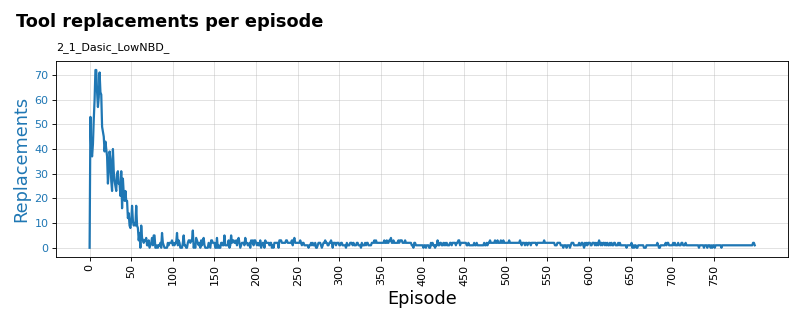 Tool replacements per episode
2_1_Dasic_LowNBD_
Replacements
70
60
50
40
30
20
10
0
0 50 100 150 200 250 300 350 400 450 500 550 600 650 700 750
Episode